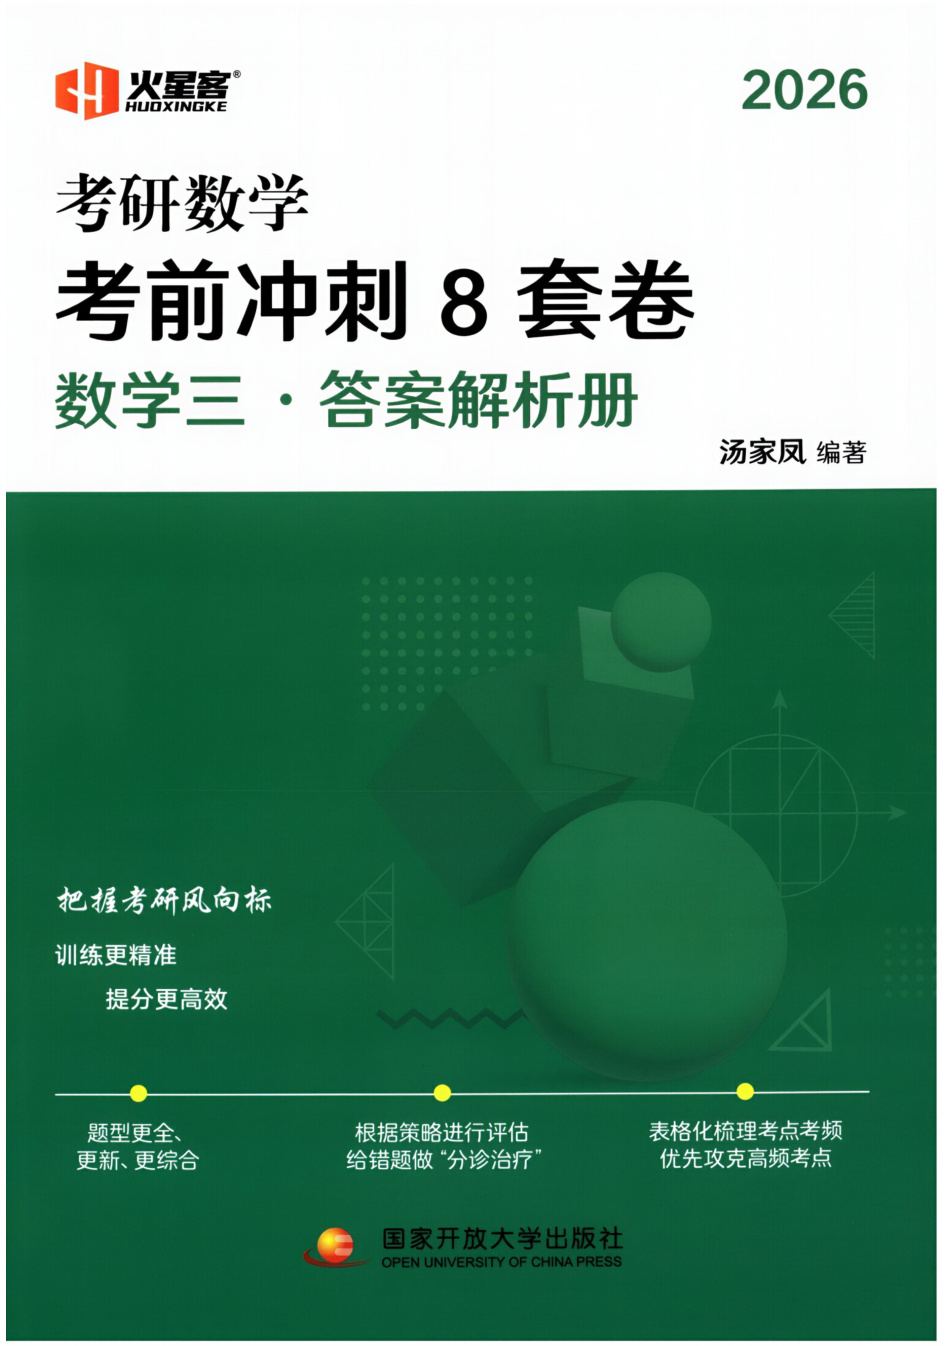 火星客®
HUOXINGKE
2026
考研数学
考前冲刺 8 套卷
数学三·答案解析册
汤家凤 编著
把握考研风向标
训练更精准
提分更高效
题型更全、
更新、更综合
根据策略进行评估
给错题做“分诊治疗”
表格化梳理考点考频
优先攻克高频考点
国家开放大学出版社
OPEN UNIVERSITY OF CHINA PRESS